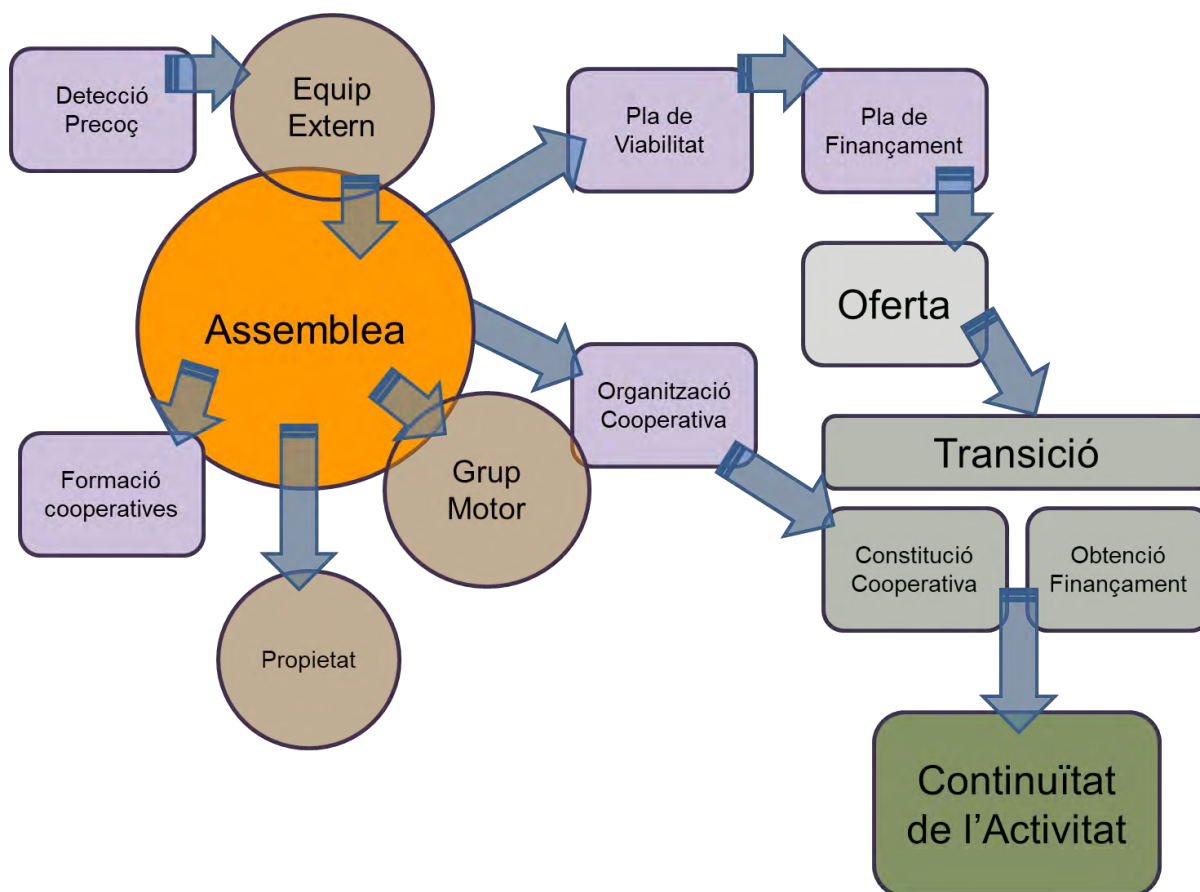 Detecció
Precoç
Equip
Extern
Pla de
Viabilitat
Pla de
Finançament
Oferta
Assemblea
Organització
Cooperativa
Transició
Formació
cooperatives
Grup
Motor
Constitució
Cooperativa
Obtenció
Finançament
Propietat
Continuïtat
de l’Activitat